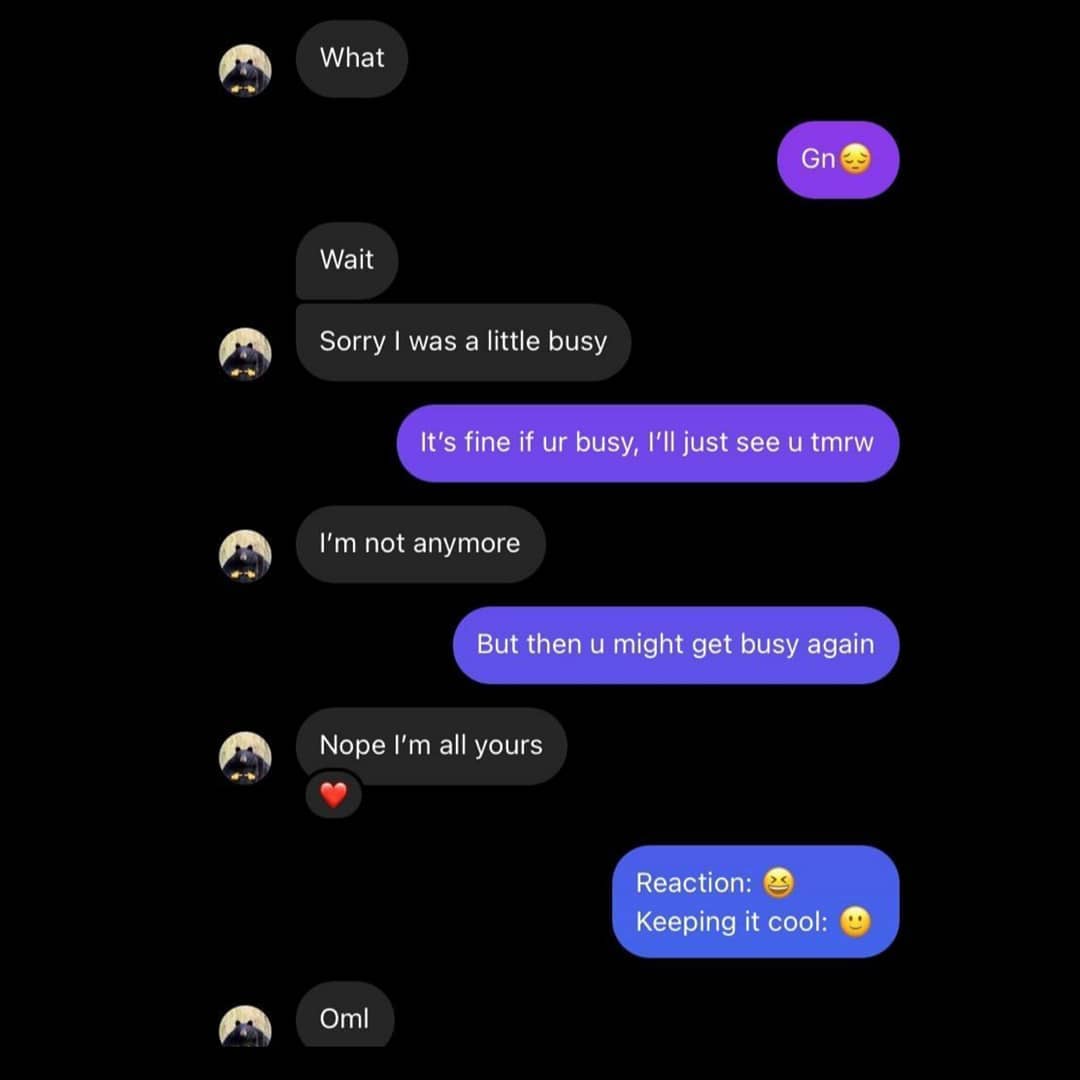 What
Gn😔
Wait
Sorry I was a little busy
It’s fine if ur busy, I’ll just see u tmrw
I’m not anymore
But then u might get busy again
Nope I’m all yours
❤️
Reaction: 😆
Keeping it cool: 🙂
Oml